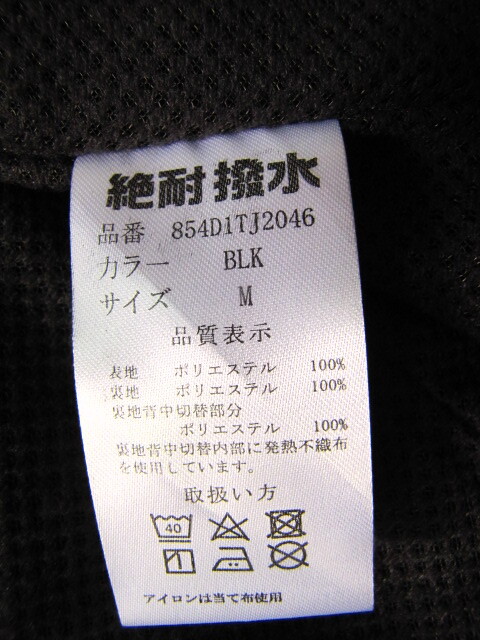 絶耐撥水
品番 854D1TJ2046
カラー BLK
サイズ M
品質表示
表地 ポリエステル 100%
裏地 ポリエステル 100%
裏地背中切替部分
ポリエステル 100%
裏地背中切替内部に発熱不織布
を使用しています。
取扱い方
40
アイロンは当て布使用